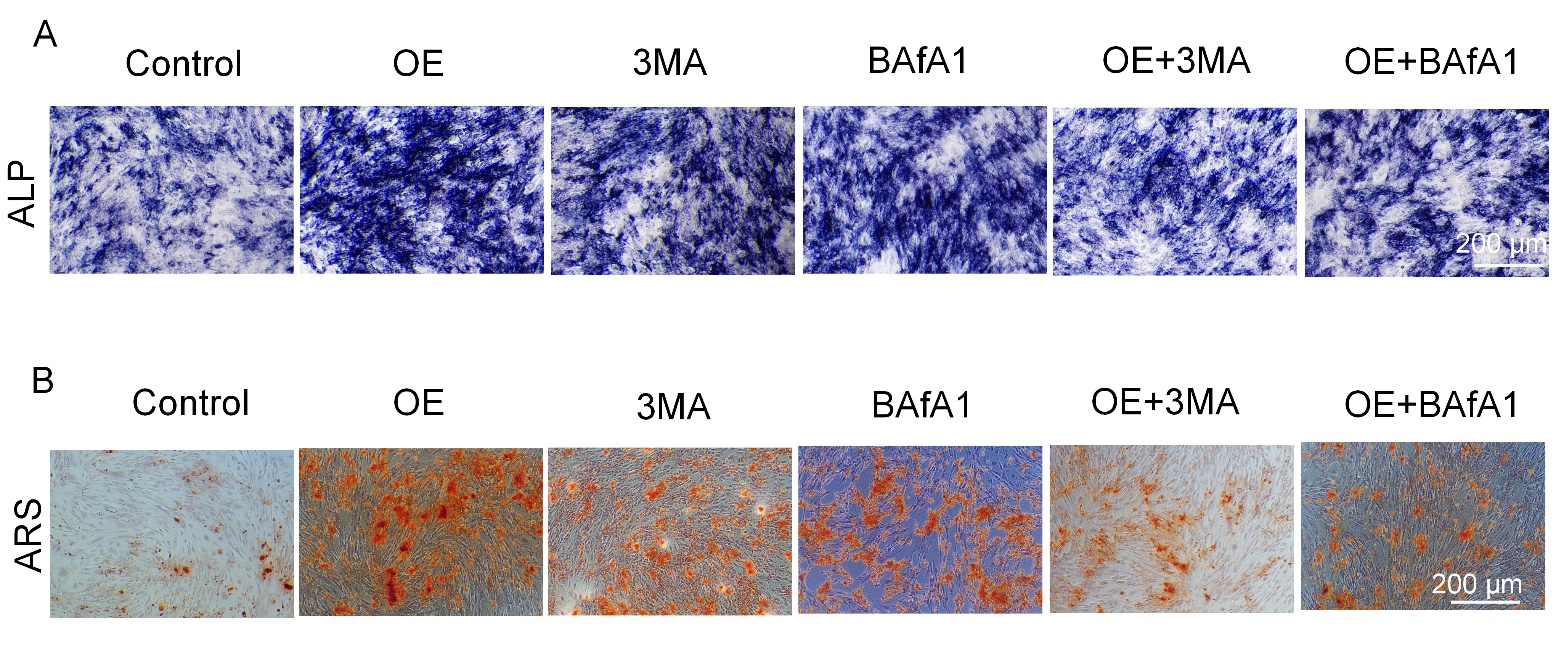 A
Control OE 3MA BAfA1 OE+3MA OE+BAfA1
ALP
200 µm
B
Control OE 3MA BAfA1 OE+3MA OE+BAfA1
ARS
200 µm